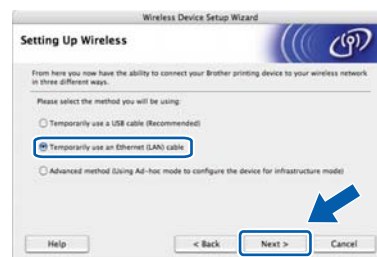 Wireless Device Setup Wizard
Setting Up Wireless
From here you now have the ability to connect your Brother printing device to your wireless network
in three different ways.
Please select the method you will be using:
Temporarily use a USB cable (Recommended)
Temporarily use an Ethernet (LAN) cable
Advanced method (Using Ad-hoc mode to configure the device for infrastructure mode)
Help
< Back
Next >
Cancel